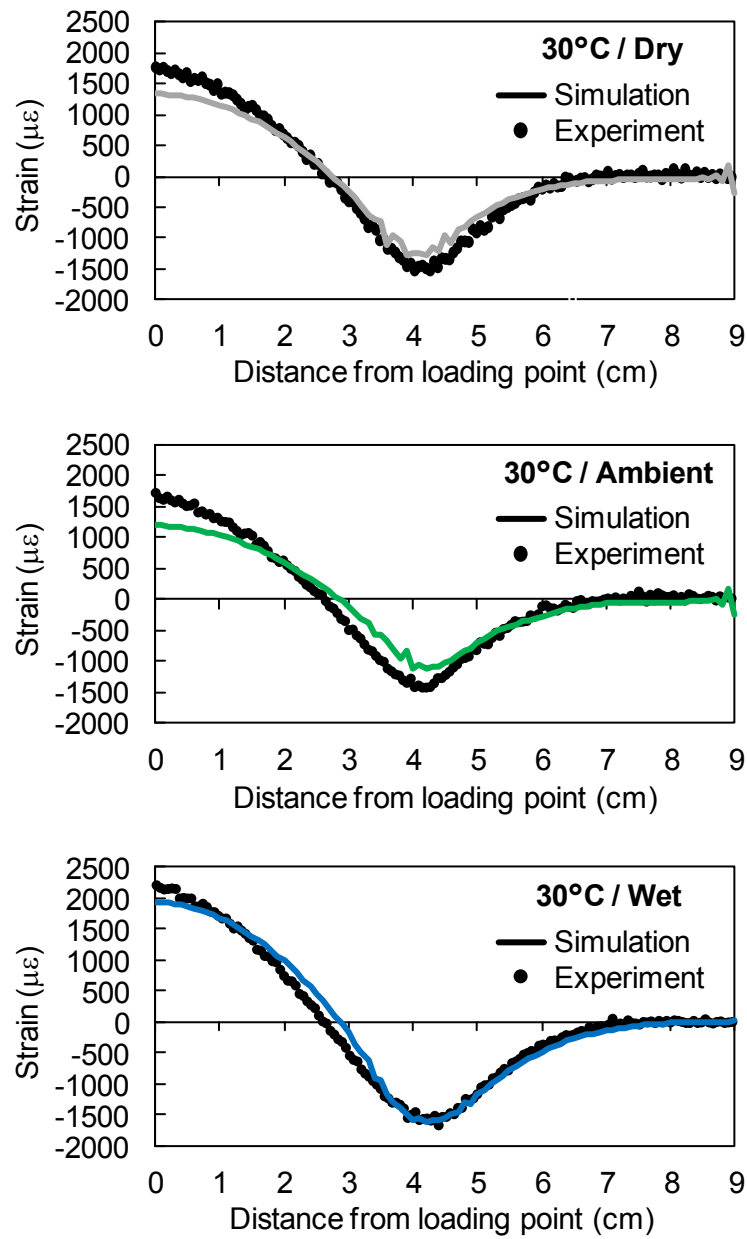 2500
2000
1500
1000
500
0
-500
-1000
-1500
-2000
Strain (με)
30°C / Dry
Simulation
Experiment
0 1 2 3 4 5 6 7 8 9
Distance from loading point (cm)
2500
2000
1500
1000
500
0
-500
-1000
-1500
-2000
Strain (με)
30°C / Ambient
Simulation
Experiment
0 1 2 3 4 5 6 7 8 9
Distance from loading point (cm)
2500
2000
1500
1000
500
0
-500
-1000
-1500
-2000
Strain (με)
30°C / Wet
Simulation
Experiment
0 1 2 3 4 5 6 7 8 9
Distance from loading point (cm)